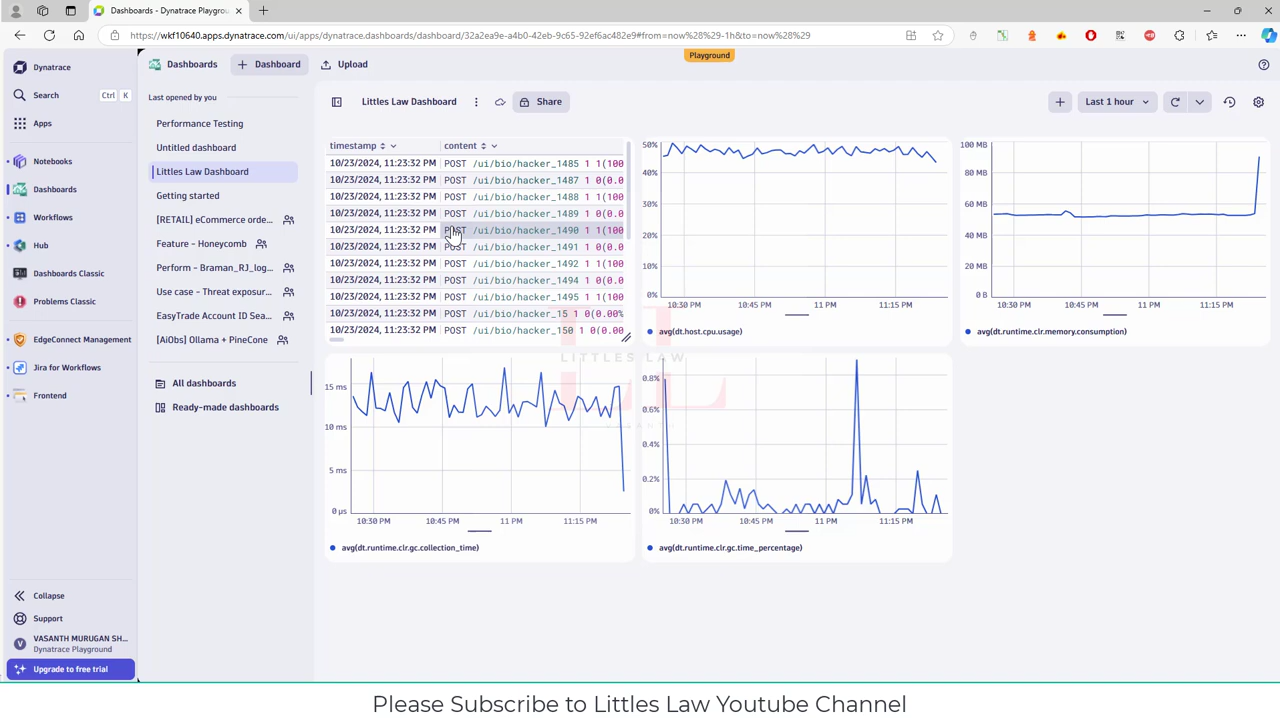 Dashboards - Dynatrace Playgrou
https://wkf10640.apps.dynatrace.com/ui/apps/dynatrace.dashboards/dashboard/32a2ea9e-a4b0-42eb-9c05-92ef6ac482e9#from=now%28%29-1h&to=now%28%29
Playground
Dynatrace
Search Ctrl K
Apps
Notebooks
Dashboards
Workflows
Hub
Dashboards Classic
Problems Classic
EdgeConnect Management
Jira for Workflows
Frontend
Collapse
Support
VASANTH MURUGAN SH...
Dynatrace Playground
Upgrade to free trial
Dashboards + Dashboard Upload
Last opened by you
Performance Testing
Untitled dashboard
Littles Law Dashboard
Getting started
[RETAIL] eCommerce orde...
Feature - Honeycomb
Perform - Braman_RJ_log...
Use case - Threat exposur...
EasyTrade Account ID Sea...
[AiObs] Ollama + PineCone
All dashboards
Ready-made dashboards
Littles Law Dashboard Share Last 1 hour
timestamp content
10/23/2024, 11:23:32 PM POST /ui/bio/hacker_1485 1 1(100
10/23/2024, 11:23:32 PM POST /ui/bio/hacker_1487 1 0(0.0
10/23/2024, 11:23:32 PM POST /ui/bio/hacker_1488 1 1(100
10/23/2024, 11:23:32 PM POST /ui/bio/hacker_1489 1 0(0.0
10/23/2024, 11:23:32 PM POST /ui/bio/hacker_1490 1 1(100
10/23/2024, 11:23:32 PM POST /ui/bio/hacker_1491 1 0(0.0
10/23/2024, 11:23:32 PM POST /ui/bio/hacker_1492 1 1(100
10/23/2024, 11:23:32 PM POST /ui/bio/hacker_1494 1 0(0.0
10/23/2024, 11:23:32 PM POST /ui/bio/hacker_1495 1 1(100
10/23/2024, 11:23:32 PM POST /ui/bio/hacker_15 1 0(0.00%
10/23/2024, 11:23:32 PM POST /ui/bio/hacker_150 1 0(0.00
50%
40%
30%
20%
10%
0%
10:30 PM 10:45 PM 11 PM 11:15 PM
avg(dt.host.cpu.usage)
100 MB
80 MB
60 MB
40 MB
20 MB
0 B
10:30 PM 10:45 PM 11 PM 11:15 PM
avg(dt.runtime.clr.memory.consumption)
LITTLES LAW
15 ms
10 ms
5 ms
0 µs
10:30 PM 10:45 PM 11 PM 11:15 PM
avg(dt.runtime.clr.gc.collection_time)
0.8%
0.6%
0.4%
0.2%
0%
10:30 PM 10:45 PM 11 PM 11:15 PM
avg(dt.runtime.clr.gc.time_percentage)
Please Subscribe to Littles Law Youtube Channel